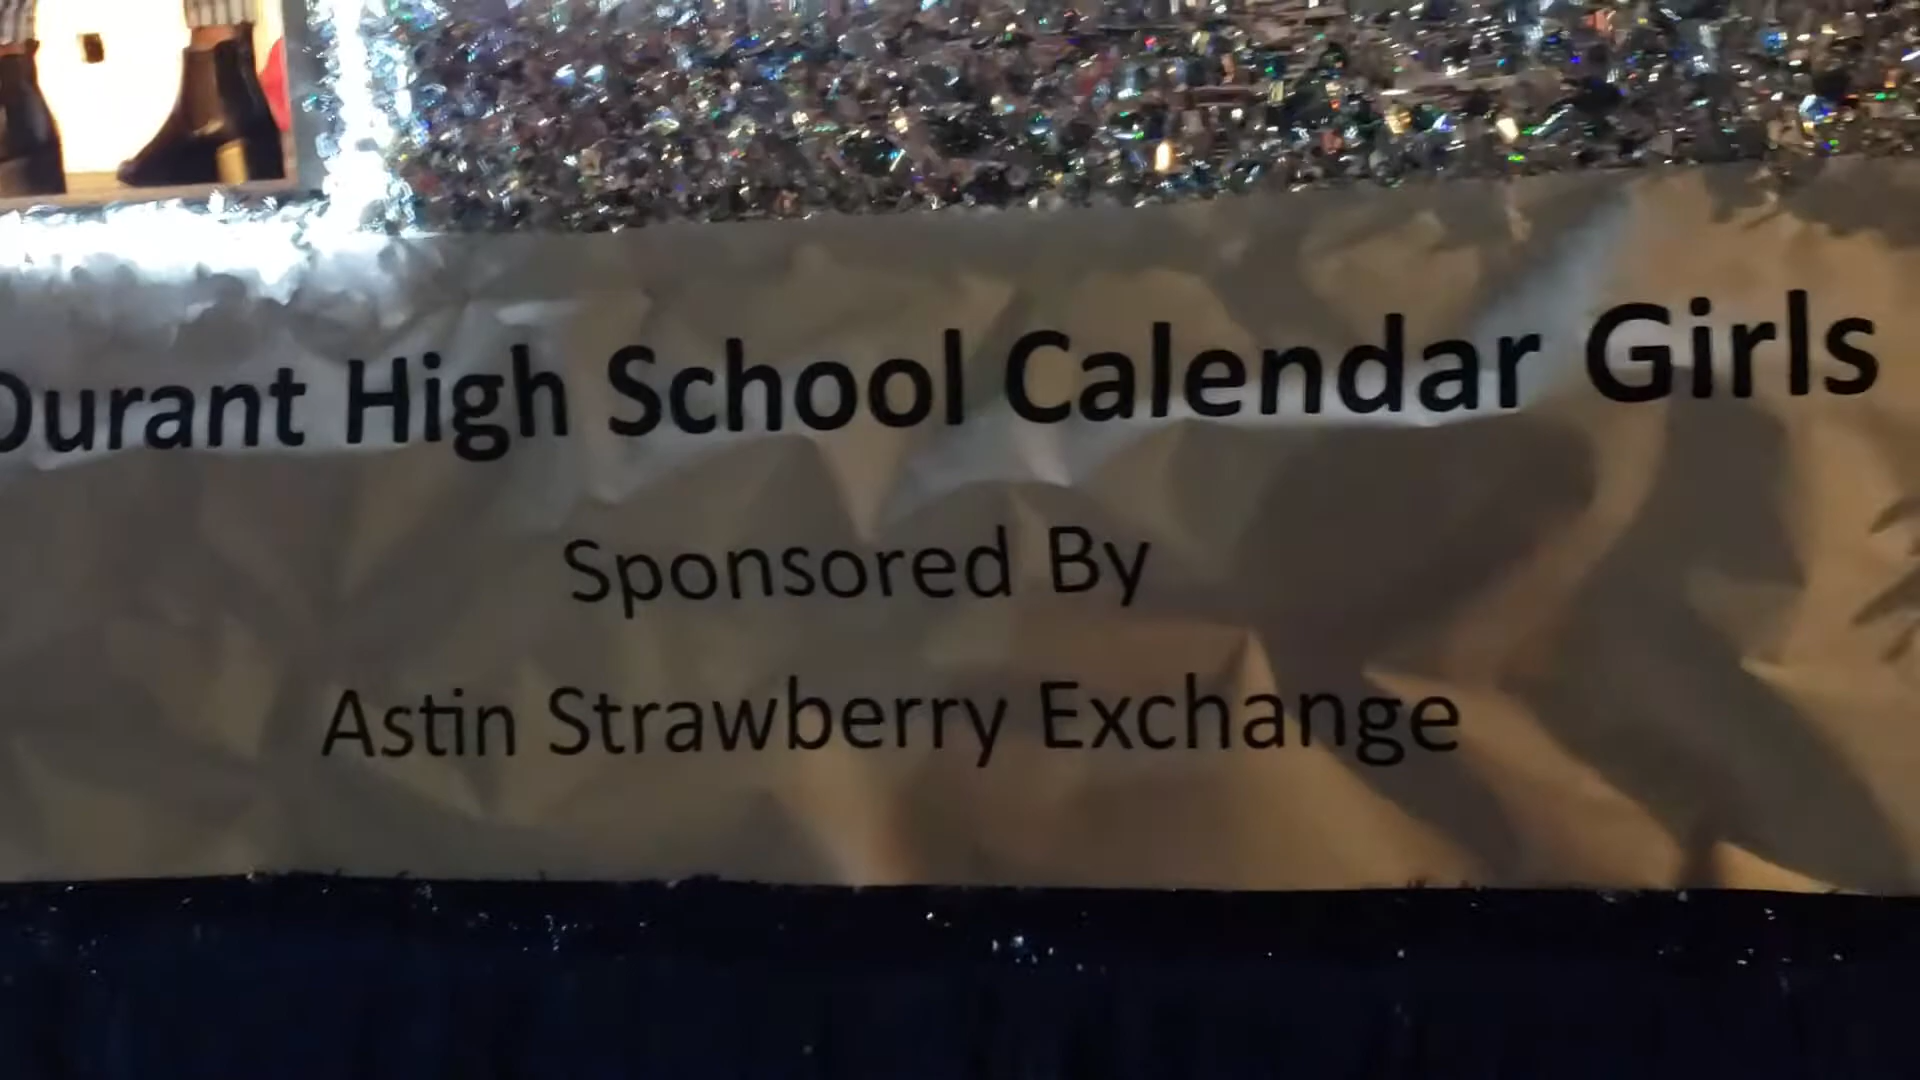 Durant High School Calendar Girls
Sponsored By
Astin Strawberry Exchange